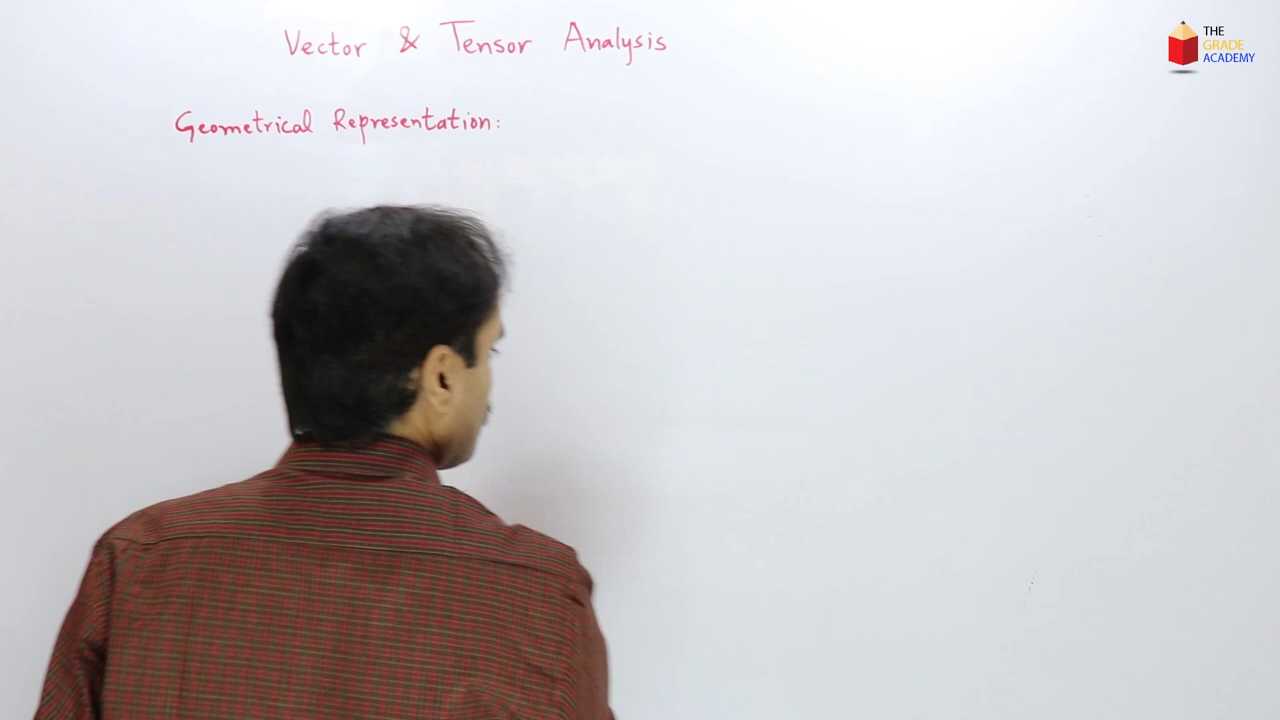 Vector & Tensor Analysis
THE
GRADE
ACADEMY
Geometrical Representation: